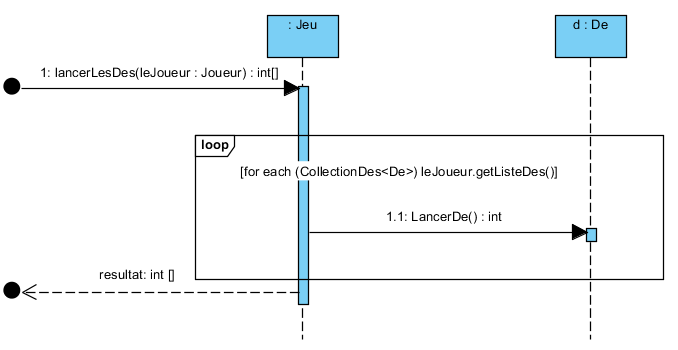 : Jeu
d : De
1: lancerLesDes(leJoueur : Joueur) : int[]
loop
[for each (CollectionDes<De>) leJoueur.getListeDes()]
1.1: LancerDe() : int
resultat: int []